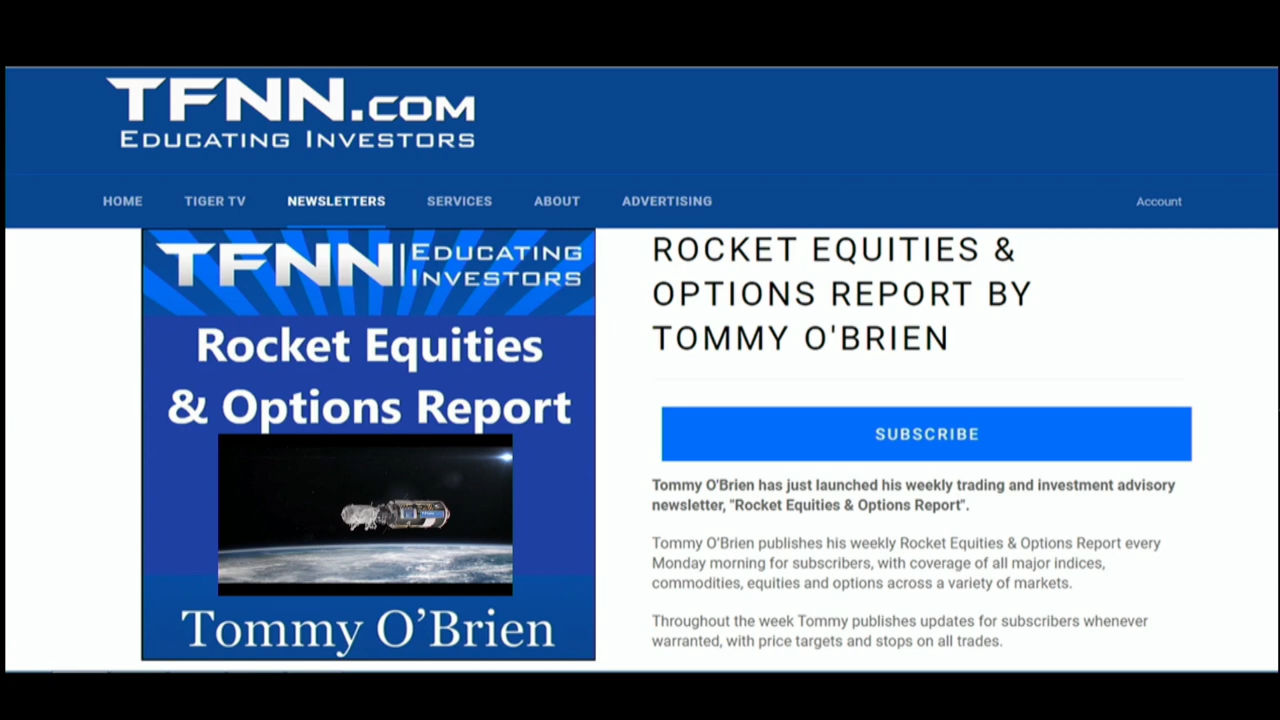 TFNN.COM
EDUCATING INVESTORS
HOME TIGER TV NEWSLETTERS SERVICES ABOUT ADVERTISING Account
TFNN EDUCATING
INVESTORS
Rocket Equities
& Options Report
Tommy O’Brien
ROCKET EQUITIES &
OPTIONS REPORT BY
TOMMY O'BRIEN
SUBSCRIBE
Tommy O'Brien has just launched his weekly trading and investment advisory
newsletter, "Rocket Equities & Options Report".
Tommy O’Brien publishes his weekly Rocket Equities & Options Report every
Monday morning for subscribers, with coverage of all major indices,
commodities, equities and options across a variety of markets.
Throughout the week Tommy publishes updates for subscribers whenever
warranted, with price targets and stops on all trades.